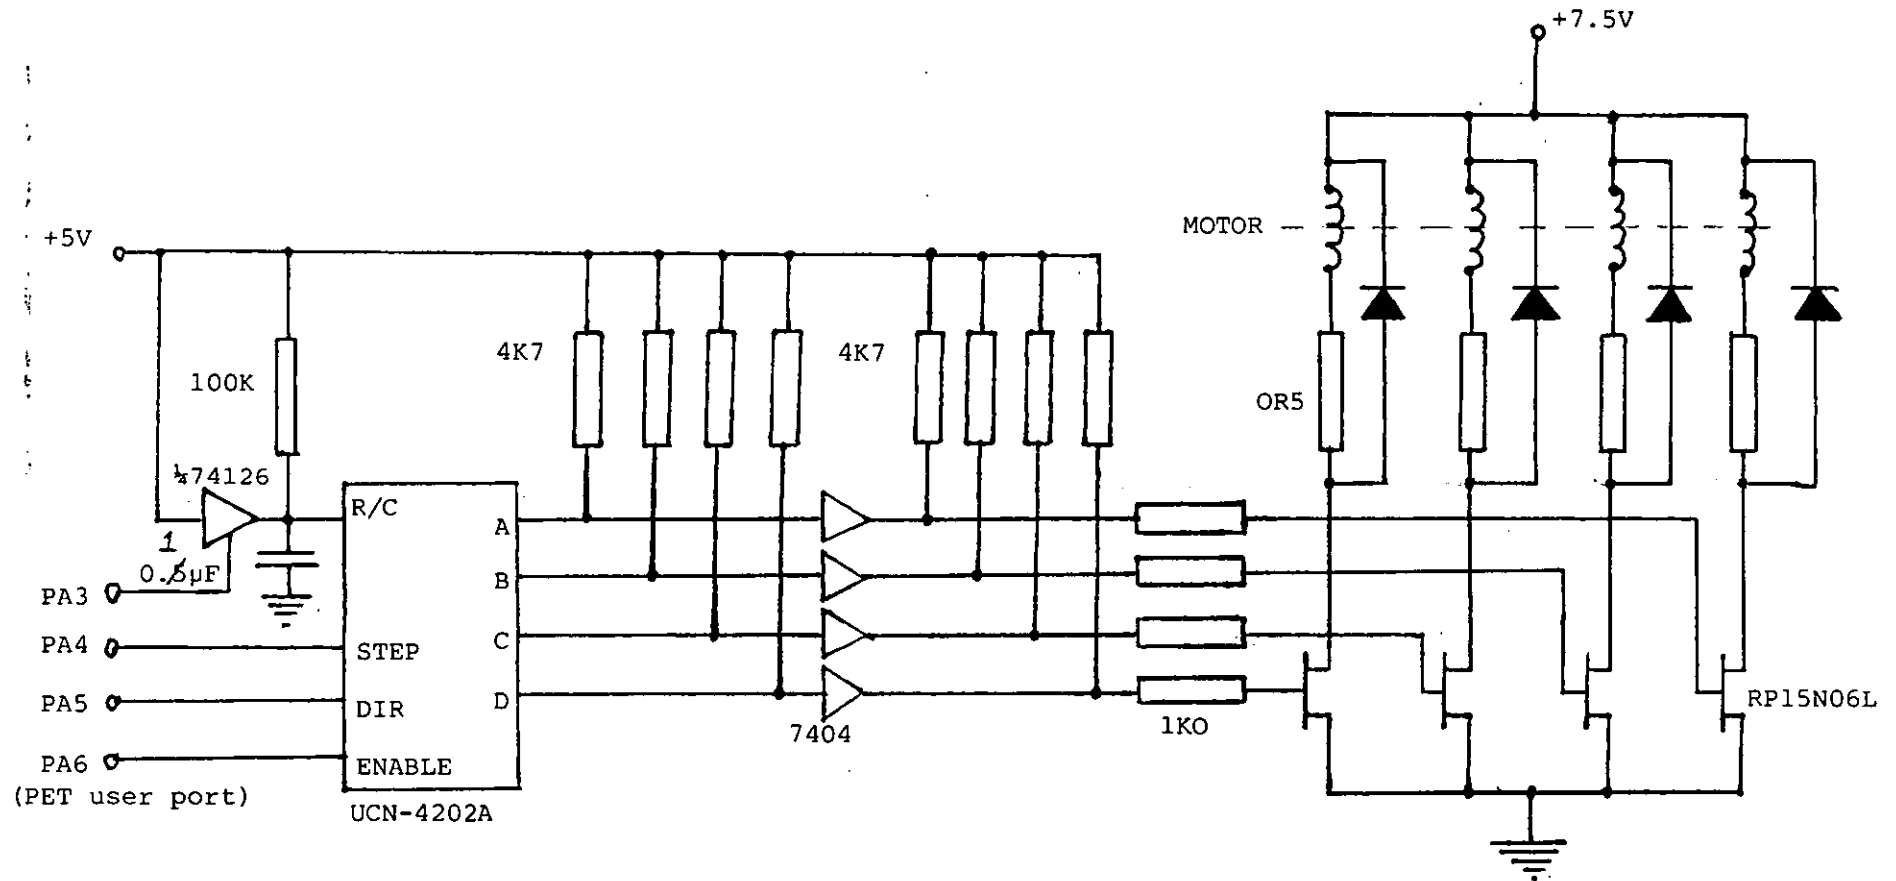 +7.5V
+5V
MOTOR
4K7
4K7
100K
OR5
¼74126
R/C
A
1
0.5µF
B
PA3
C
PA4
STEP
D
PA5
DIR
RP15N06L
7404
1KO
PA6
ENABLE
(PET user port)
UCN-4202A